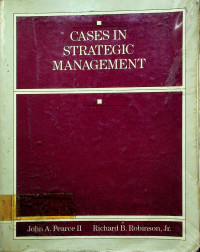 CASES IN
STRATEGIC
MANAGEMENT
John A. Pearce II Richard B. Robinson, Jr.